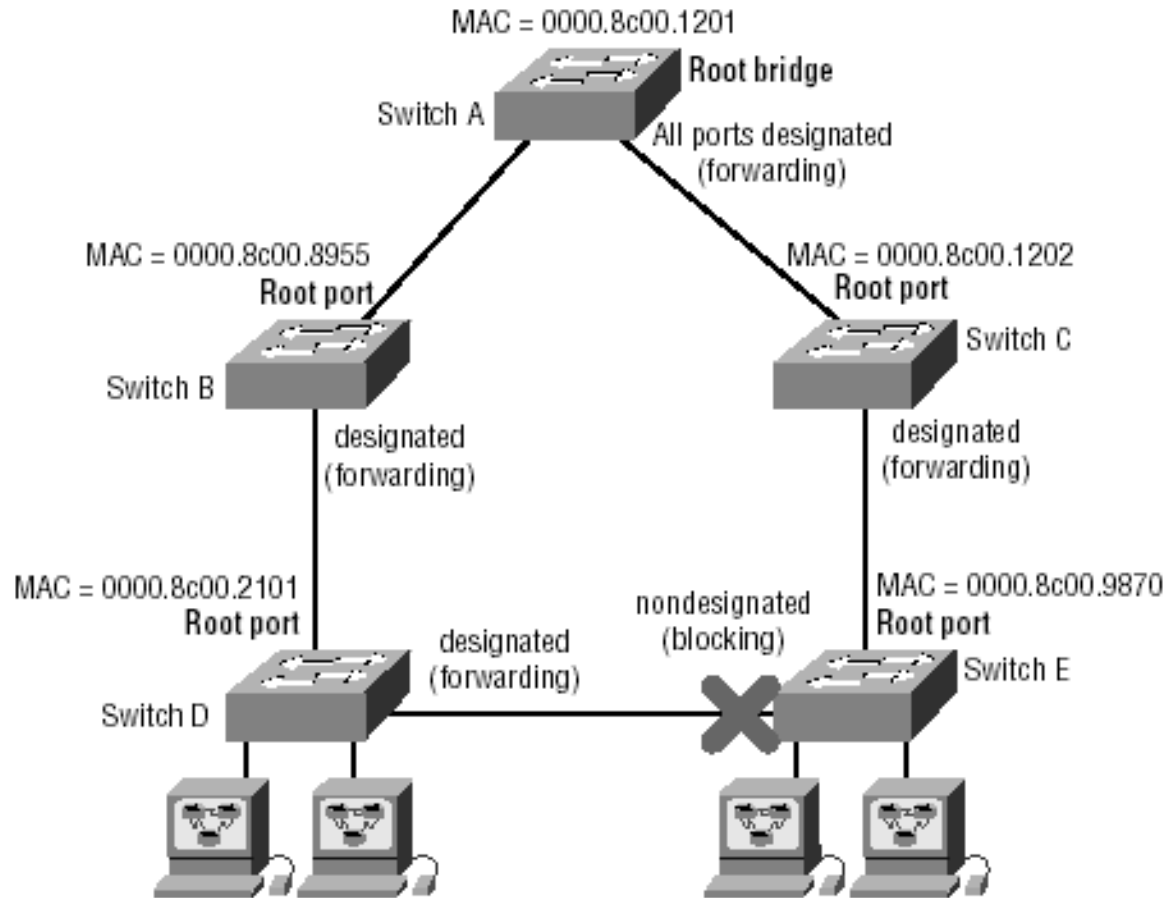 MAC = 0000.8c00.1201
Root bridge
Switch A
All ports designated
(forwarding)
MAC = 0000.8c00.8955
Root port
MAC = 0000.8c00.1202
Root port
Switch B
Switch C
designated
(forwarding)
designated
(forwarding)
MAC = 0000.8c00.2101
Root port
designated
(forwarding)
nondesignated
(blocking)
MAC = 0000.8c00.9870
Root port
Switch D
Switch E